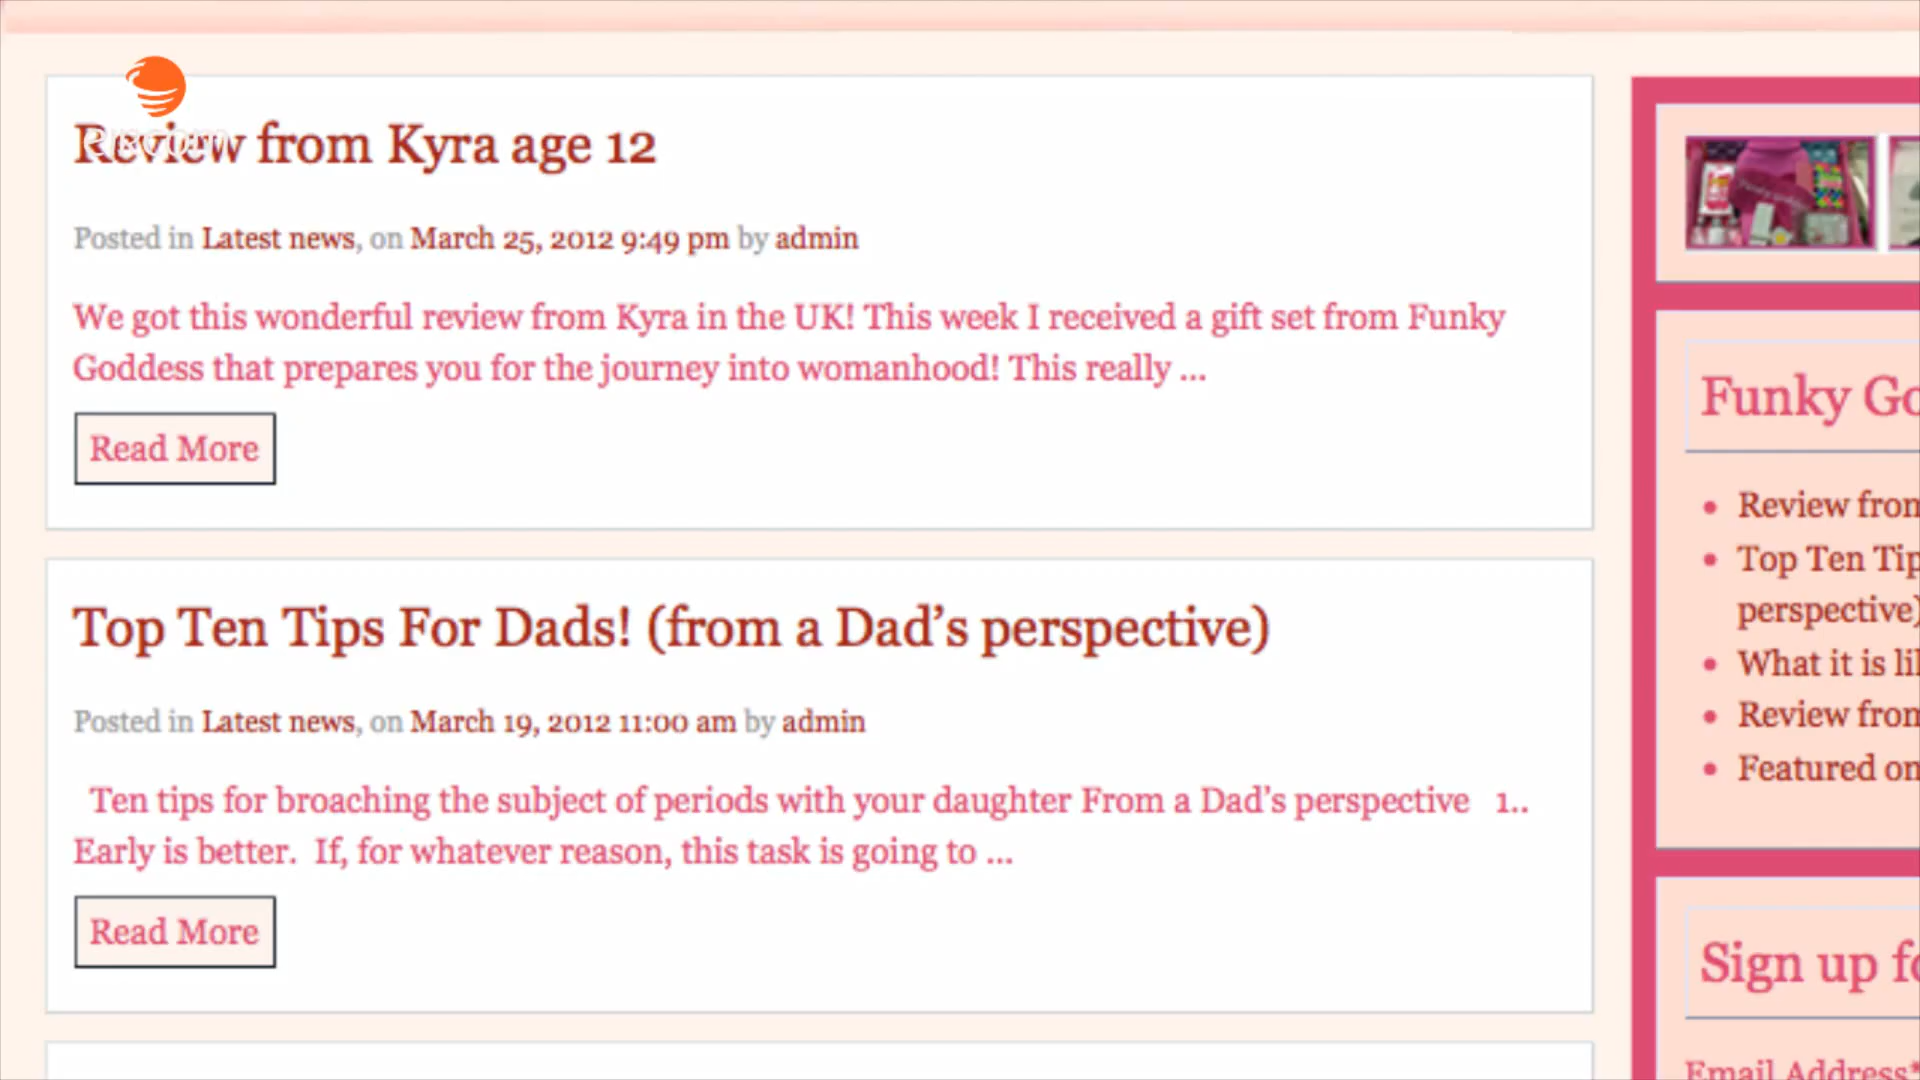 Review from Kyra age 12
Posted in Latest news, on March 25, 2012 9:49 pm by admin
We got this wonderful review from Kyra in the UK! This week I received a gift set from Funky
Goddess that prepares you for the journey into womanhood! This really ...
Read More
Top Ten Tips For Dads! (from a Dad’s perspective)
Posted in Latest news, on March 19, 2012 11:00 am by admin
Ten tips for broaching the subject of periods with your daughter From a Dad’s perspective 1..
Early is better. If, for whatever reason, this task is going to ...
Read More
Funky Go
Review from
Top Ten Tip
perspective)
What it is lik
Review from
Featured on
Sign up fo
Email Address*